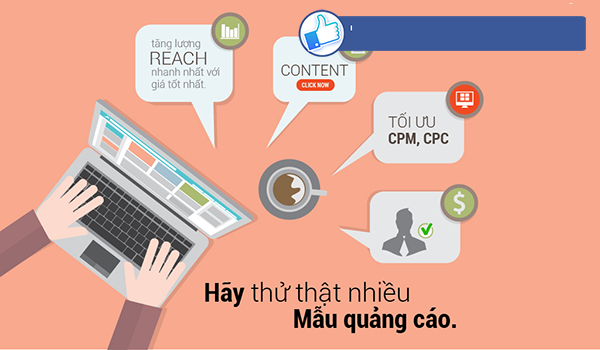 tăng lượng
REACH
nhanh nhất với
giá tốt nhất.
CONTENT
CLICK NOW
TỐI ƯU
CPM, CPC
$
Hãy thử thật nhiều
Mẫu quảng cáo.